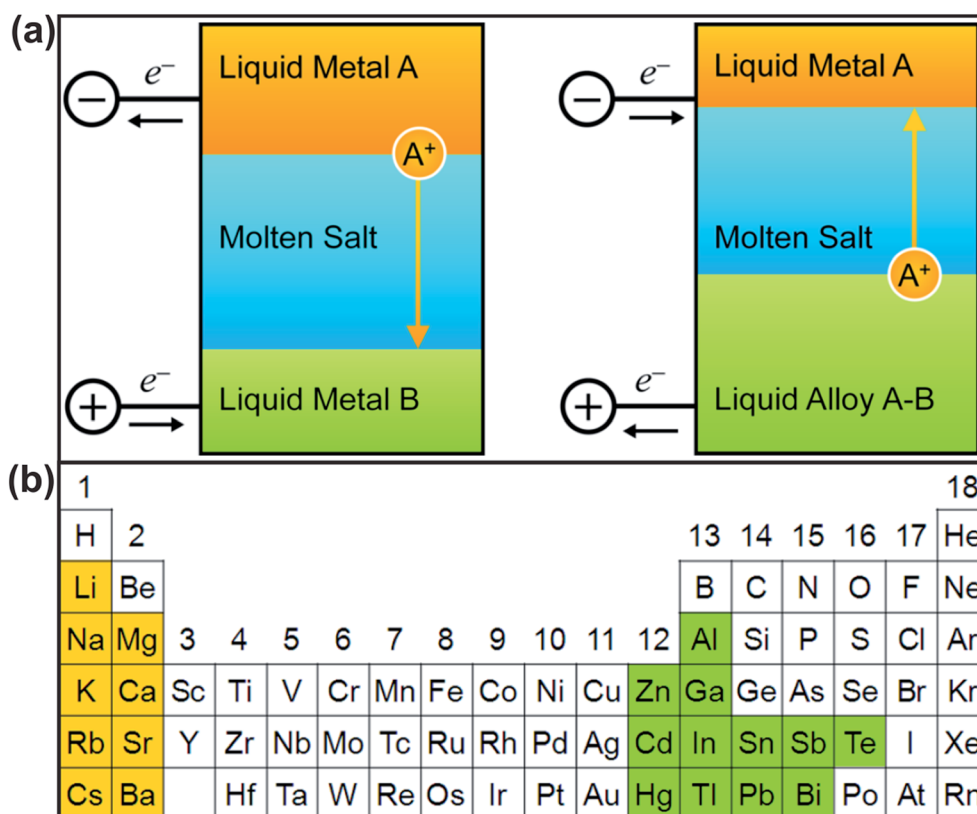 (a)
Liquid Metal A
e⁻
−
A⁺
Molten Salt
e⁻
+
Liquid Metal B
Liquid Metal A
e⁻
−
Molten Salt
A⁺
e⁻
+
Liquid Alloy A-B
(b)
1 18
H 2 13 14 15 16 17 He
Li Be B C N O F Ne
Na Mg 3 4 5 6 7 8 9 10 11 12 Al Si P S Cl Ar
K Ca Sc Ti V Cr Mn Fe Co Ni Cu Zn Ga Ge As Se Br Kr
Rb Sr Y Zr Nb Mo Tc Ru Rh Pd Ag Cd In Sn Sb Te I Xe
Cs Ba Hf Ta W Re Os Ir Pt Au Hg Tl Pb Bi Po At Rn